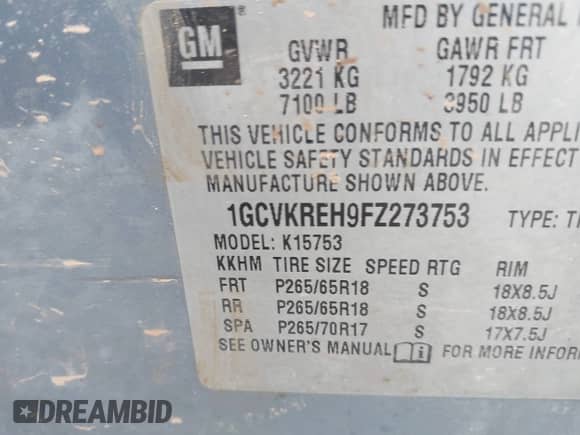 GM
MFD BY GENERAL
GVWR GAWR FRT
3221 KG 1792 KG
7100 LB 3950 LB
THIS VEHICLE CONFORMS TO ALL APPLI
VEHICLE SAFETY STANDARDS IN EFFECT
MANUFACTURE SHOWN ABOVE.
1GCVKREH9FZ273753 TYPE: T
MODEL: K15753
KKHM TIRE SIZE SPEED RTG RIM
FRT P265/65R18 S 18X8.5J
RR P265/65R18 S 18X8.5J
SPA P265/70R17 S 17X7.5J
SEE OWNER'S MANUAL FOR MORE INFOR
DREAMBID